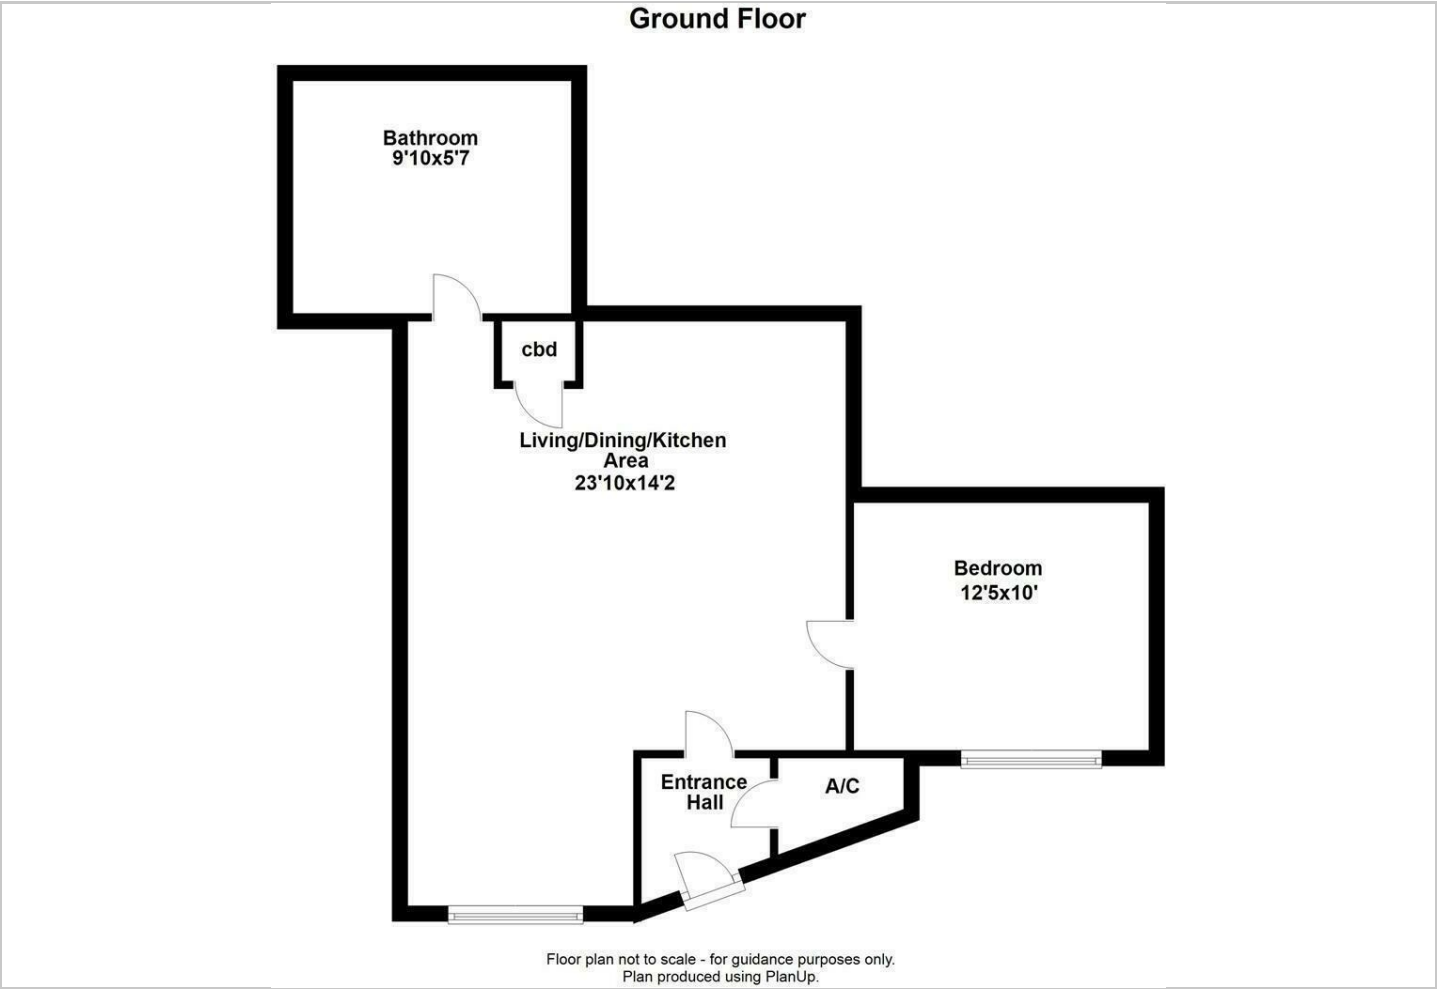 Ground Floor
Bathroom
9'10x5'7
cbd
Living/Dining/Kitchen
Area
23'10x14'2
Bedroom
12'5x10'
Entrance
Hall
A/C
Floor plan not to scale - for guidance purposes only.
Plan produced using PlanUp.